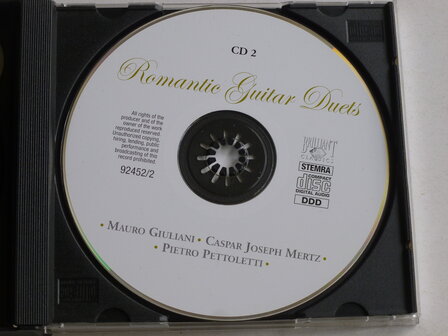 CD 2
Romantic Guitar Duets
All rights of the
producer and of the
owner of the work
reproduced reserved.
Unauthorized copying,
hiring, lending, public
performance and
broadcasting of this
record prohibited.
92452/2
BRILLIANT
CLASSICS
STEMRA
COMPACT
disc
DIGITAL AUDIO
DDD
• MAURO GIULIANI • CASPAR JOSEPH MERTZ •
• PIETRO PETTOLETTI •